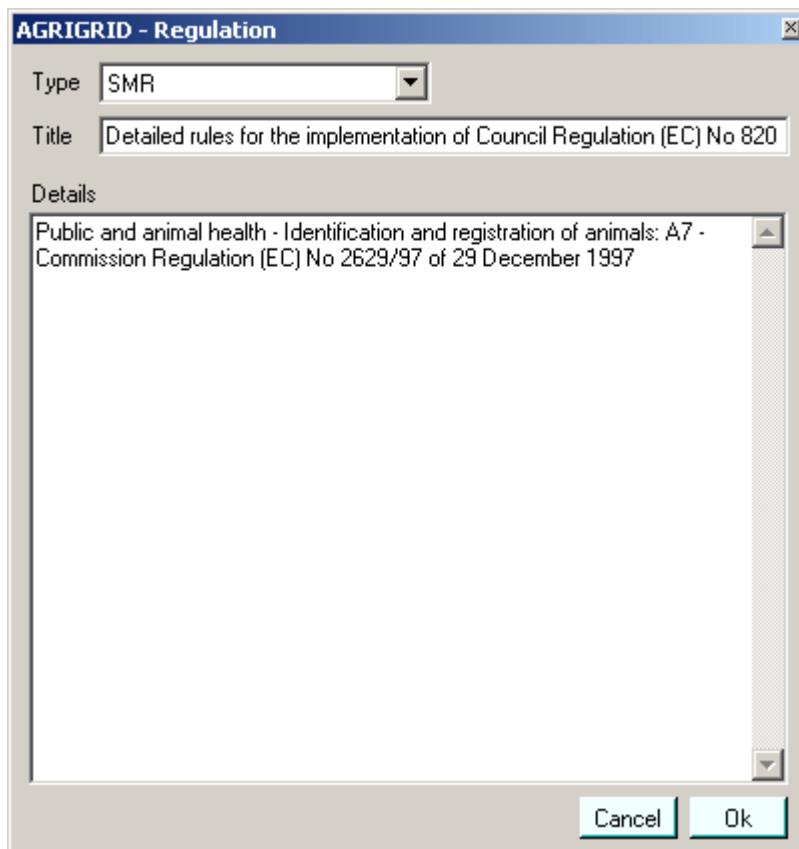 AGRIGRID - Regulation
Type SMR
Title Detailed rules for the implementation of Council Regulation (EC) No 820
Details
Public and animal health - Identification and registration of animals: A7 -
Commission Regulation (EC) No 2629/97 of 29 December 1997
Cancel Ok